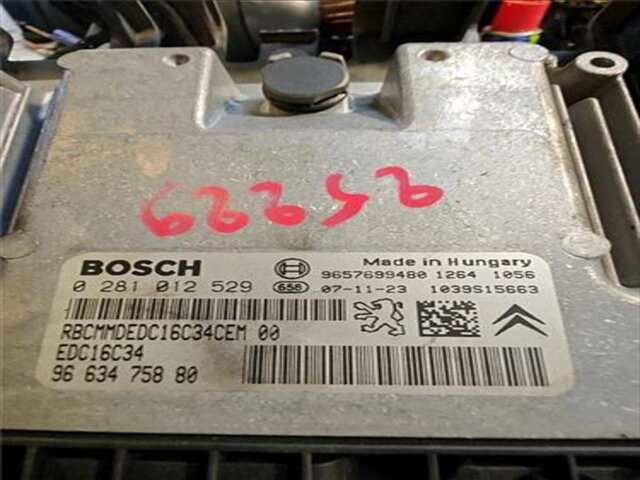 BOSCH
0 281 012 529
658
Made in Hungary
9657699480 1264 1056
07-11-23 1039S15663
RBCMMDEDC16C34CEM 00
EDC16C34
96 634 758 80